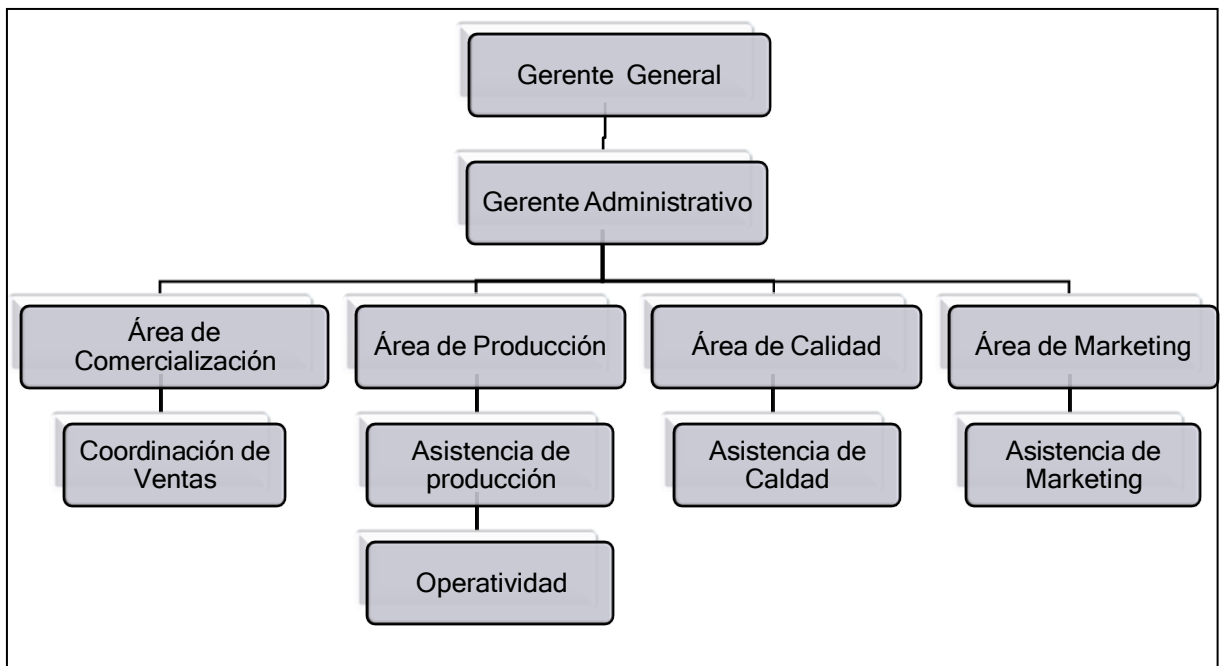 Gerente General
Gerente Administrativo
Área de
Comercialización
Área de Producción
Área de Calidad
Área de Marketing
Coordinación de
Ventas
Asistencia de
producción
Asistencia de
Caldad
Asistencia de
Marketing
Operatividad